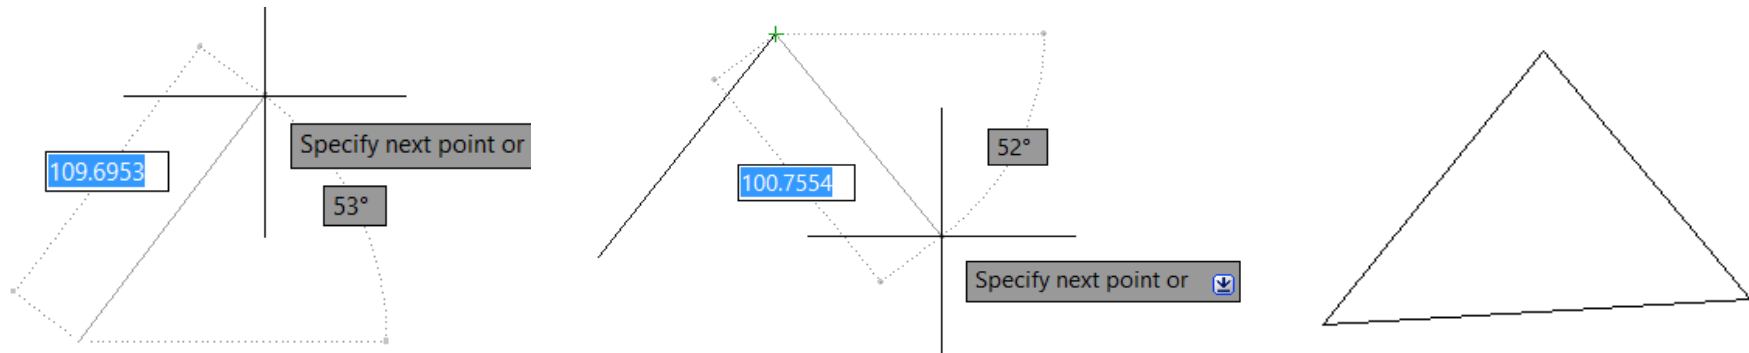 109.6953
Specify next point or
53°
100.7554
52°
Specify next point or